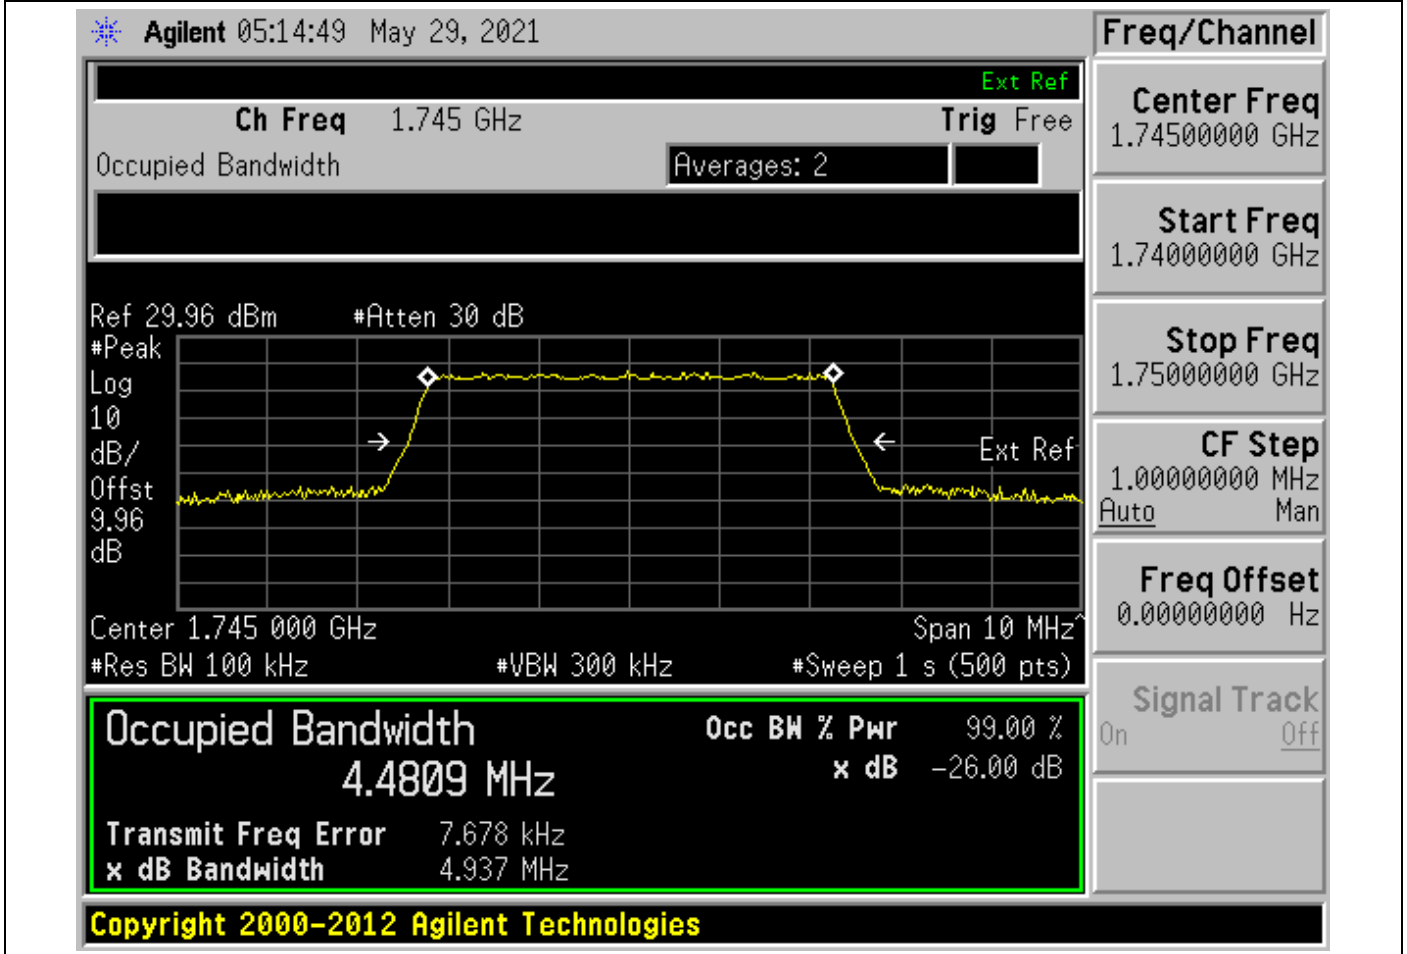 Agilent 05:14:49 May 29, 2021
Freq/Channel
Ext Ref
Ch Freq 1.745 GHz Trig Free
Occupied Bandwidth Averages: 2
Center Freq
1.74500000 GHz
Start Freq
1.74000000 GHz
Stop Freq
1.75000000 GHz
CF Step
1.00000000 MHz
Auto Man
Freq Offset
0.00000000 Hz
Signal Track
On Off
Ref 29.96 dBm #Atten 30 dB
#Peak
Log
10
dB/
Offst
9.96
dB
Ext Ref
Center 1.745 000 GHz Span 10 MHz^
#Res BW 100 kHz #VBW 300 kHz #Sweep 1 s (500 pts)
Occupied Bandwidth Occ BW % Pwr 99.00 %
4.4809 MHz x dB -26.00 dB
Transmit Freq Error 7.678 kHz
x dB Bandwidth 4.937 MHz
Copyright 2000-2012 Agilent Technologies